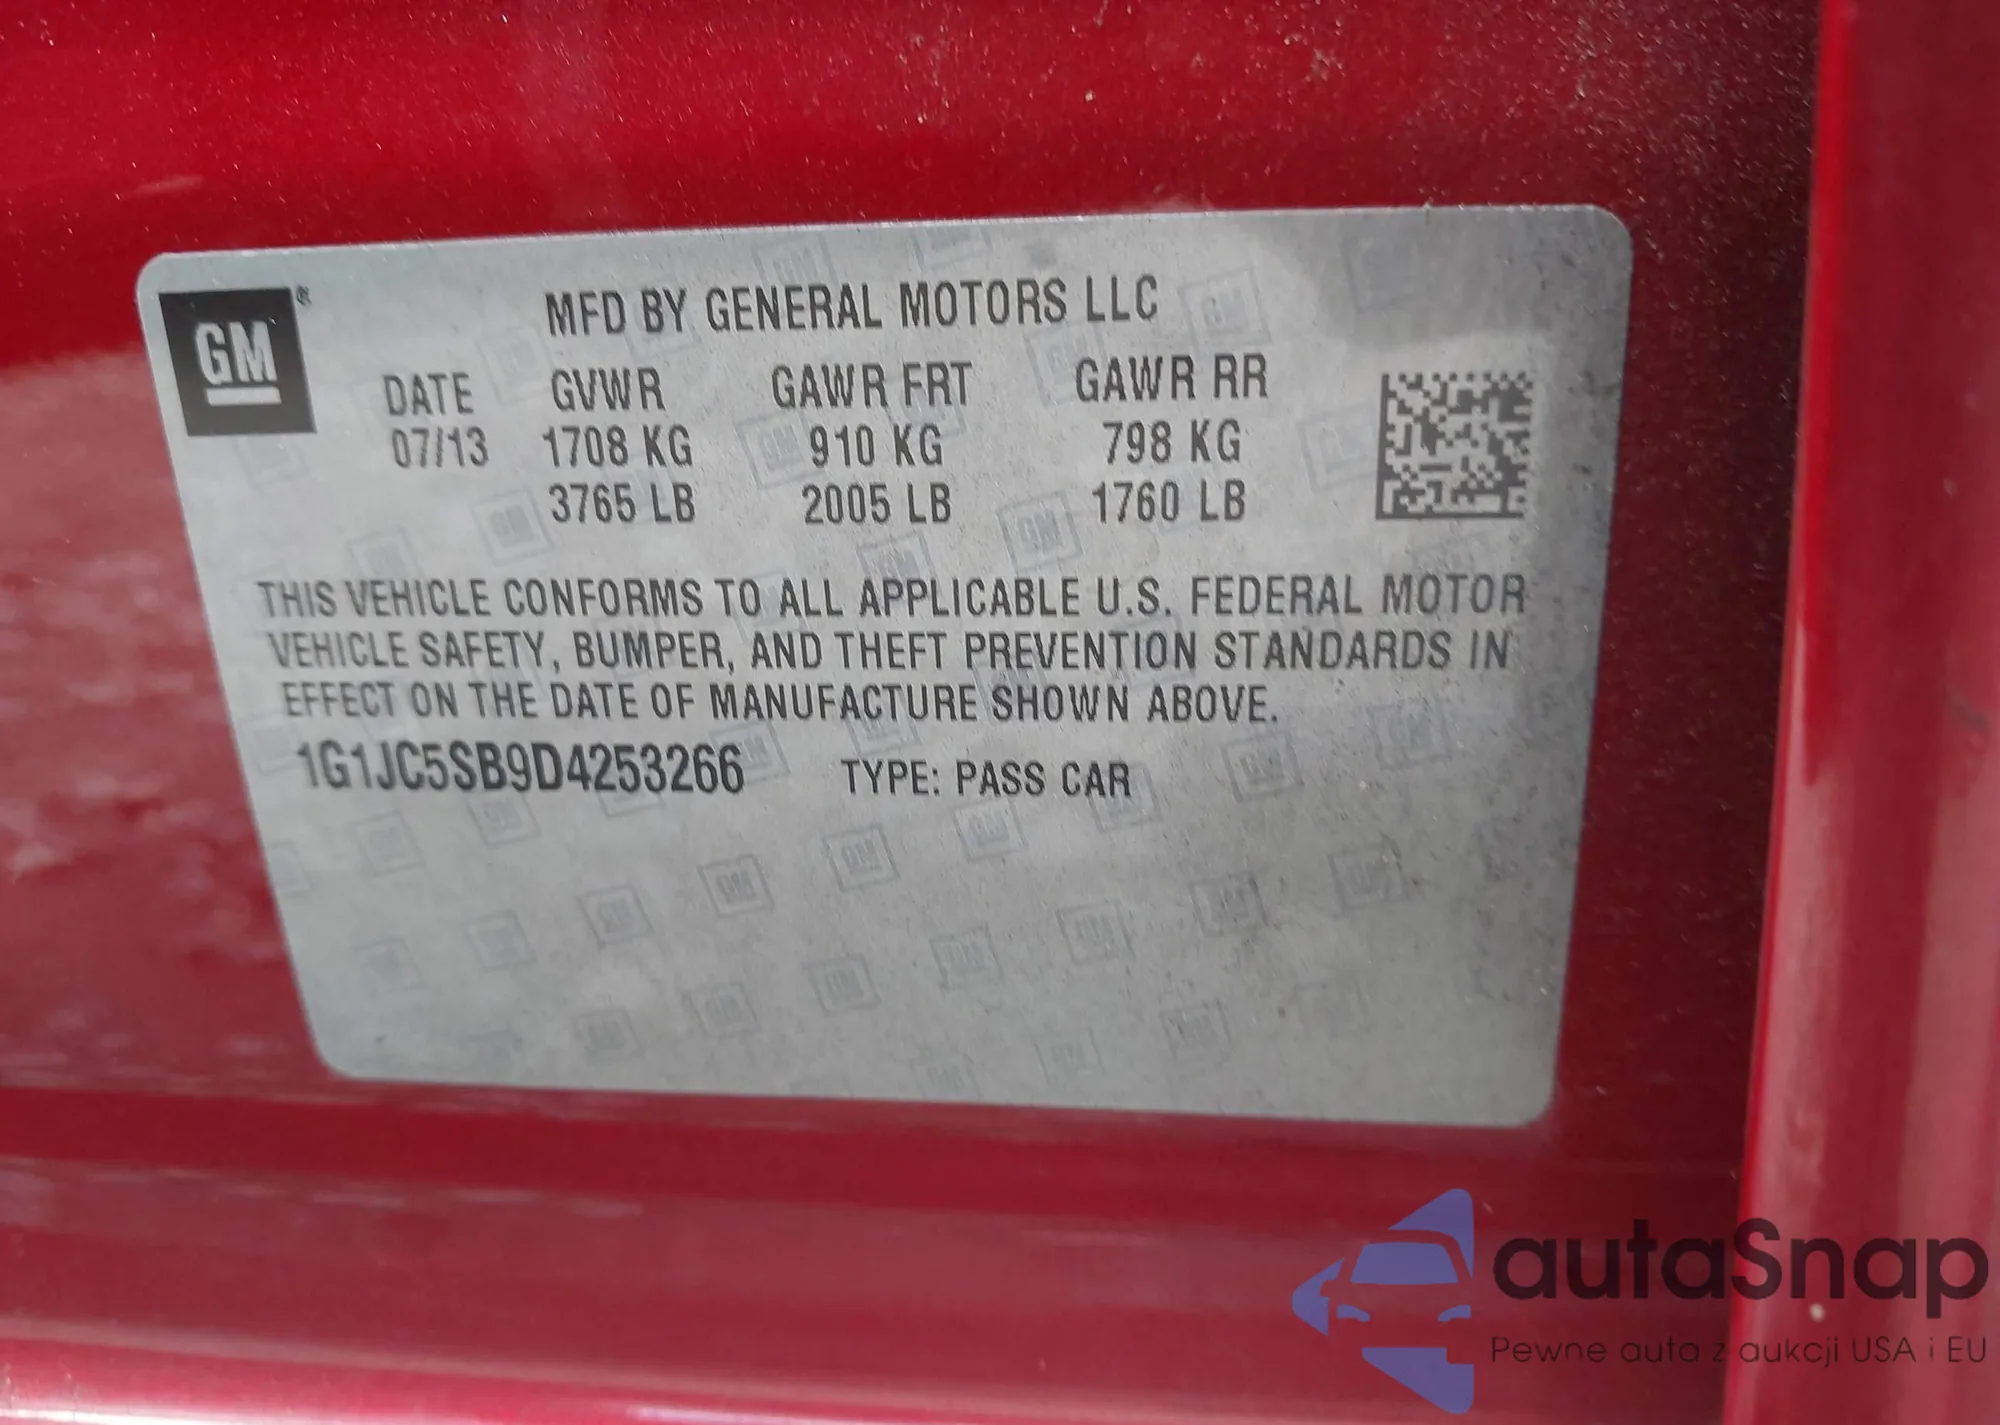 GM ®
MFD BY GENERAL MOTORS LLC
DATE GVWR GAWR FRT GAWR RR
07/13 1708 KG 910 KG 798 KG
3765 LB 2005 LB 1760 LB
THIS VEHICLE CONFORMS TO ALL APPLICABLE U.S. FEDERAL MOTOR
VEHICLE SAFETY, BUMPER, AND THEFT PREVENTION STANDARDS IN
EFFECT ON THE DATE OF MANUFACTURE SHOWN ABOVE.
1G1JC5SB9D4253266 TYPE: PASS CAR
autaSnap
Pewne auta z aukcji USA i EU